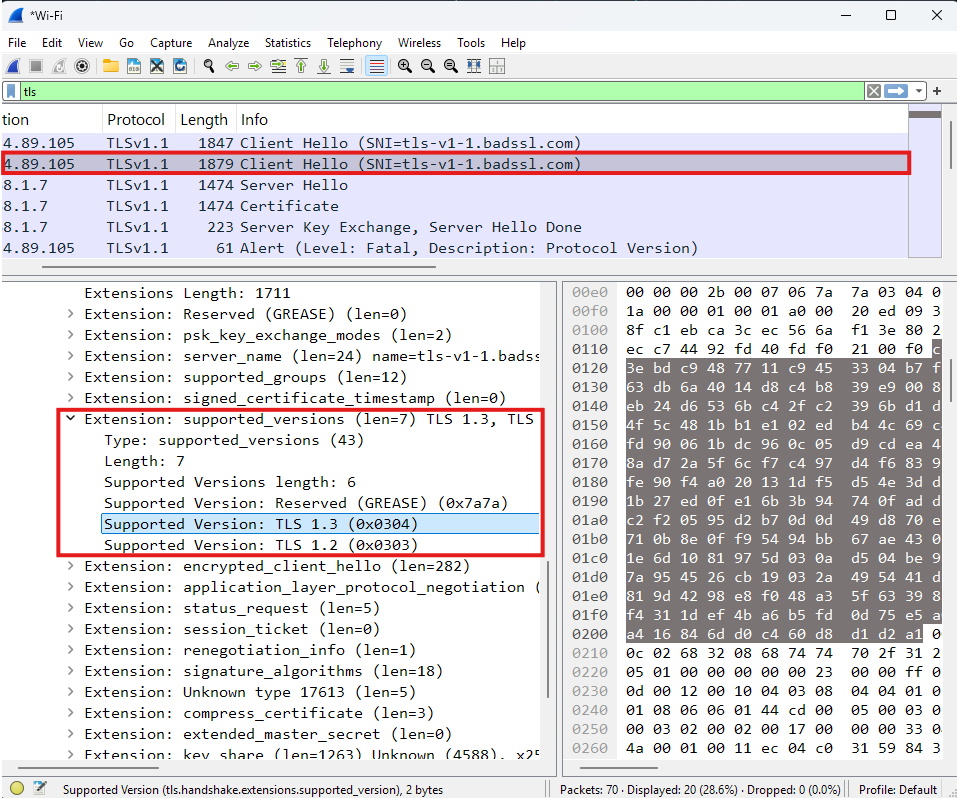 *Wi-Fi
File Edit View Go Capture Analyze Statistics Telephony Wireless Tools Help
tls
tion Protocol Length Info
4.89.105 TLSv1.1 1847 Client Hello (SNI=tls-v1-1.badssl.com)
4.89.105 TLSv1.1 1879 Client Hello (SNI=tls-v1-1.badssl.com)
8.1.7 TLSv1.1 1474 Server Hello
8.1.7 TLSv1.1 1474 Certificate
8.1.7 TLSv1.1 223 Server Key Exchange, Server Hello Done
4.89.105 TLSv1.1 61 Alert (Level: Fatal, Description: Protocol Version)
Extensions Length: 1711
Extension: Reserved (GREASE) (len=0)
Extension: psk_key_exchange_modes (len=2)
Extension: server_name (len=24) name=tls-v1-1.badss
Extension: supported_groups (len=12)
Extension: signed_certificate_timestamp (len=0)
Extension: supported_versions (len=7) TLS 1.3, TLS
Type: supported_versions (43)
Length: 7
Supported Versions length: 6
Supported Version: Reserved (GREASE) (0x7a7a)
Supported Version: TLS 1.3 (0x0304)
Supported Version: TLS 1.2 (0x0303)
Extension: encrypted_client_hello (len=282)
Extension: application_layer_protocol_negotiation (
Extension: status_request (len=5)
Extension: session_ticket (len=0)
Extension: renegotiation_info (len=1)
Extension: signature_algorithms (len=18)
Extension: Unknown type 17613 (len=5)
Extension: compress_certificate (len=3)
Extension: extended_master_secret (len=0)
Extension: key_share (len=1263) Unknown (4588), x25
00e0 00 00 00 2b 00 07 06 7a 7a 03 04 0
00f0 1a 00 00 01 00 01 a0 00 20 ed 09 3
0100 8f c1 eb ca 3c ec 56 6a f1 3e 80 2
0110 ec c7 44 92 fd 40 fd f0 21 00 f0 c
0120 3e bd c9 48 77 11 c9 45 33 04 b7 f
0130 63 db 6a 40 14 d8 c4 b8 39 e9 00 8
0140 eb 24 d6 53 6b c4 2f c2 39 6b d1 d
0150 4f 5c 48 1b b1 e1 02 ed b4 4c 69 c
0160 fd 90 06 1b dc 96 0c 05 d9 cd ea 4
0170 8a d7 2a 5f 6c f7 c4 97 d4 f6 83 9
0180 fe 90 f4 a0 20 13 1d f5 d5 4e 3d d
0190 1b 27 ed 0f e1 6b 3b 94 74 0f ad d
01a0 c2 f2 05 95 d2 b7 0d 0d 49 d8 70 e
01b0 71 0b 8e 0f f9 54 94 bb 67 ae 43 0
01c0 1e 6d 10 81 97 5d 03 0a d5 04 be 9
01d0 7a 95 45 26 cb 19 03 2a 49 54 41 d
01e0 81 9d 42 98 e8 f0 48 a3 5f 63 39 8
01f0 f4 31 1d ef 4b a6 b5 fd 0d 75 e5 a
0200 a4 16 84 6d d0 c4 60 d8 d1 d2 a1 0
0210 0c 02 68 32 08 68 74 74 70 2f 31 2
0220 05 01 00 00 00 00 00 23 00 00 ff 0
0230 0d 00 12 00 10 04 03 08 04 04 01 0
0240 01 08 06 06 01 44 cd 00 05 00 03 0
0250 00 03 02 00 02 00 17 00 00 00 33 0
0260 4a 00 01 00 11 ec 04 c0 31 59 84 3
Supported Version (tls.handshake.extensions.supported_version), 2 bytes Packets: 70 · Displayed: 20 (28.6%) · Dropped: 0 (0.0%) Profile: Default